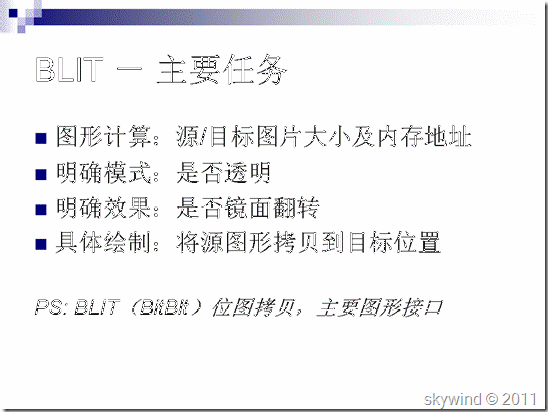 BLIT － 主要任务
图形计算：源/目标图片大小及内存地址
明确模式：是否透明
明确效果：是否镜面翻转
具体绘制：将源图形拷贝到目标位置
PS: BLIT（BitBlt）位图拷贝，主要图形接口
skywind © 2011